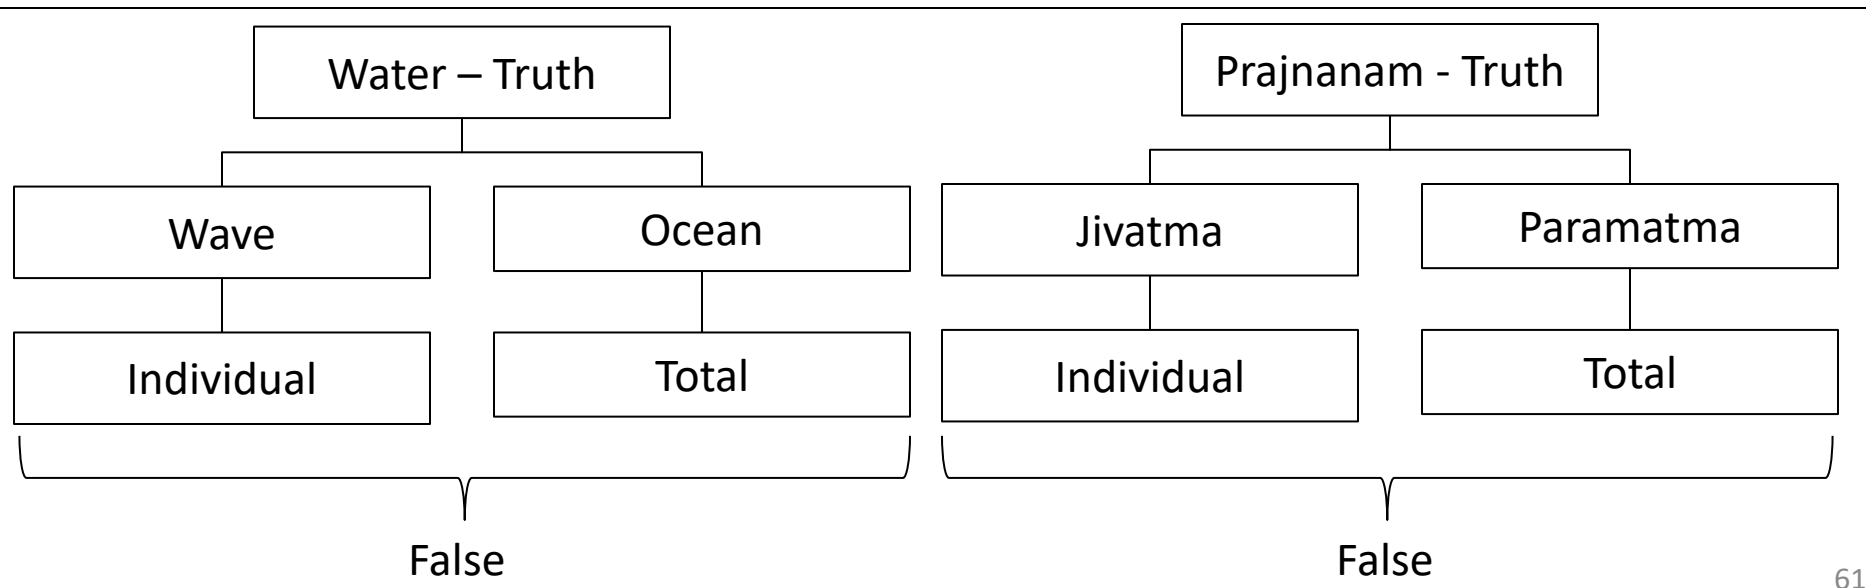 Water – Truth
Wave
Ocean
Individual
Total
False
Prajnanam - Truth
Jivatma
Paramatma
Individual
Total
False
61